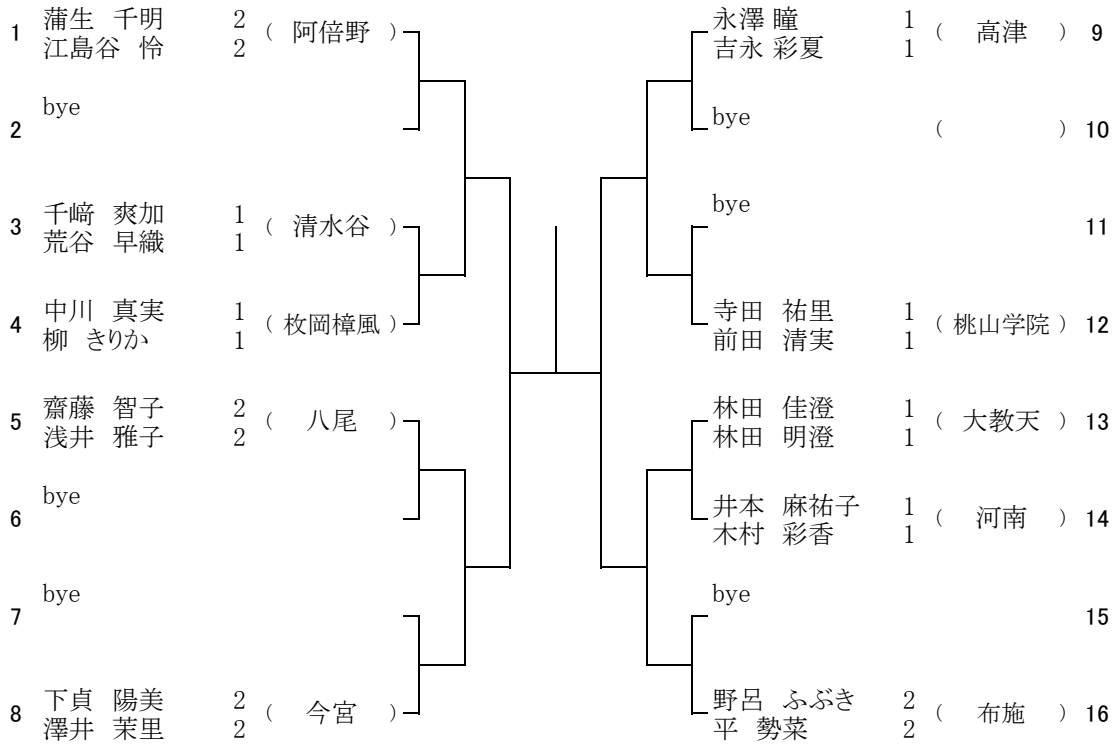 1 蒲生 千明 2 ( 阿倍野 )
江島谷 怜 2
2 bye
3 千﨑 爽加 1 ( 清水谷 )
荒谷 早織 1
4 中川 真実 1 ( 枚岡樟風 )
柳 きりか 1
5 齋藤 智子 2 ( 八尾 )
浅井 雅子 2
6 bye
7 bye
8 下貞 陽美 2 ( 今宮 )
澤井 茉里 2
永澤 瞳 1 ( 高津 ) 9
吉永 彩夏 1
bye ( ) 10
bye 11
寺田 祐里 1 ( 桃山学院 ) 12
前田 清実 1
林田 佳澄 1 ( 大教天 ) 13
林田 明澄 1
井本 麻祐子 1 ( 河南 ) 14
木村 彩香 1
bye 15
野呂 ふぶき 2 ( 布施 ) 16
平 勢菜 2